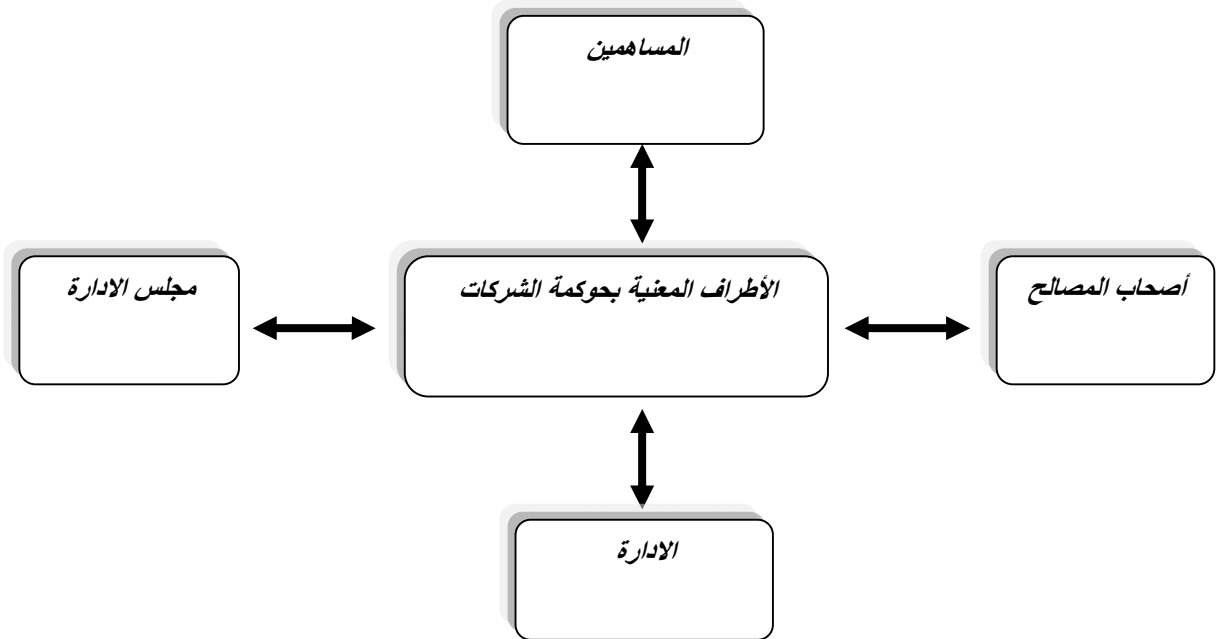 المساهمين
أصحاب المصالح
الأطراف المعنية بحوكمة الشركات
مجلس الادارة
الادارة